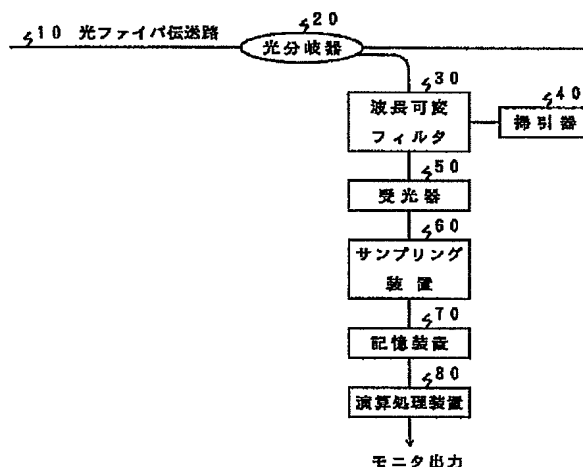 20
10 光ファイバ伝送路
光分岐器
30
40
波長可変
フィルタ
掃引器
50
受光器
60
サンプリング
装置
70
記憶装置
80
演算処理装置
モニタ出力